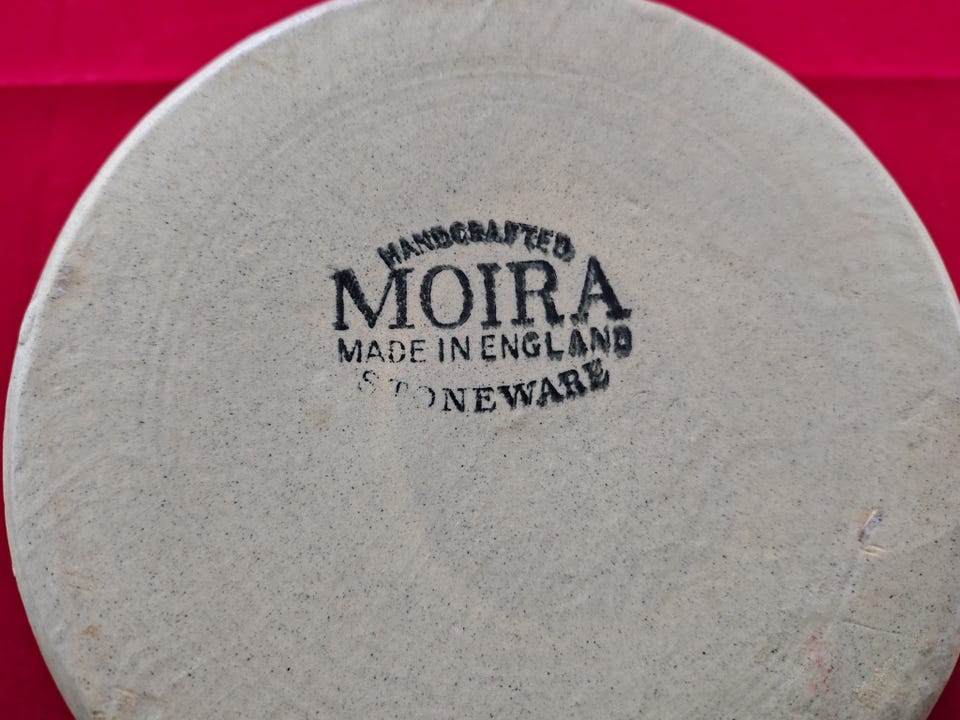 HANDCRAFTED
MOIRA
MADE IN ENGLAND
STONEWARE